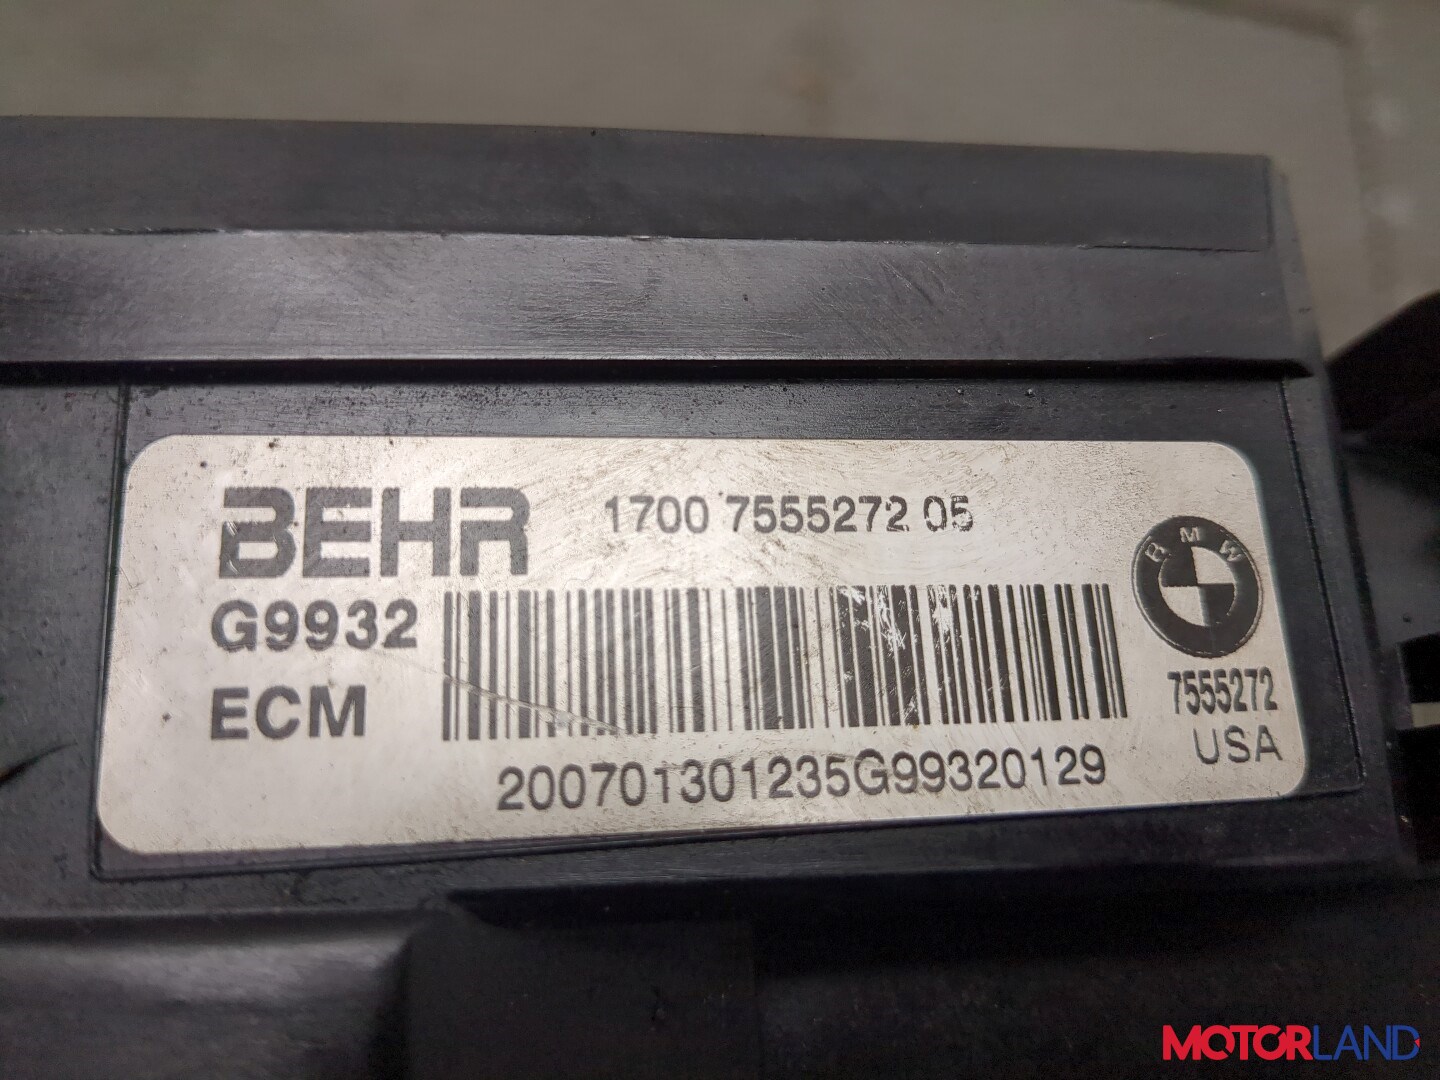 BEHR 1700 7555272 05
BMW
G9932
ECM
7555272
USA
200701301235G99320129
MOTORLAND